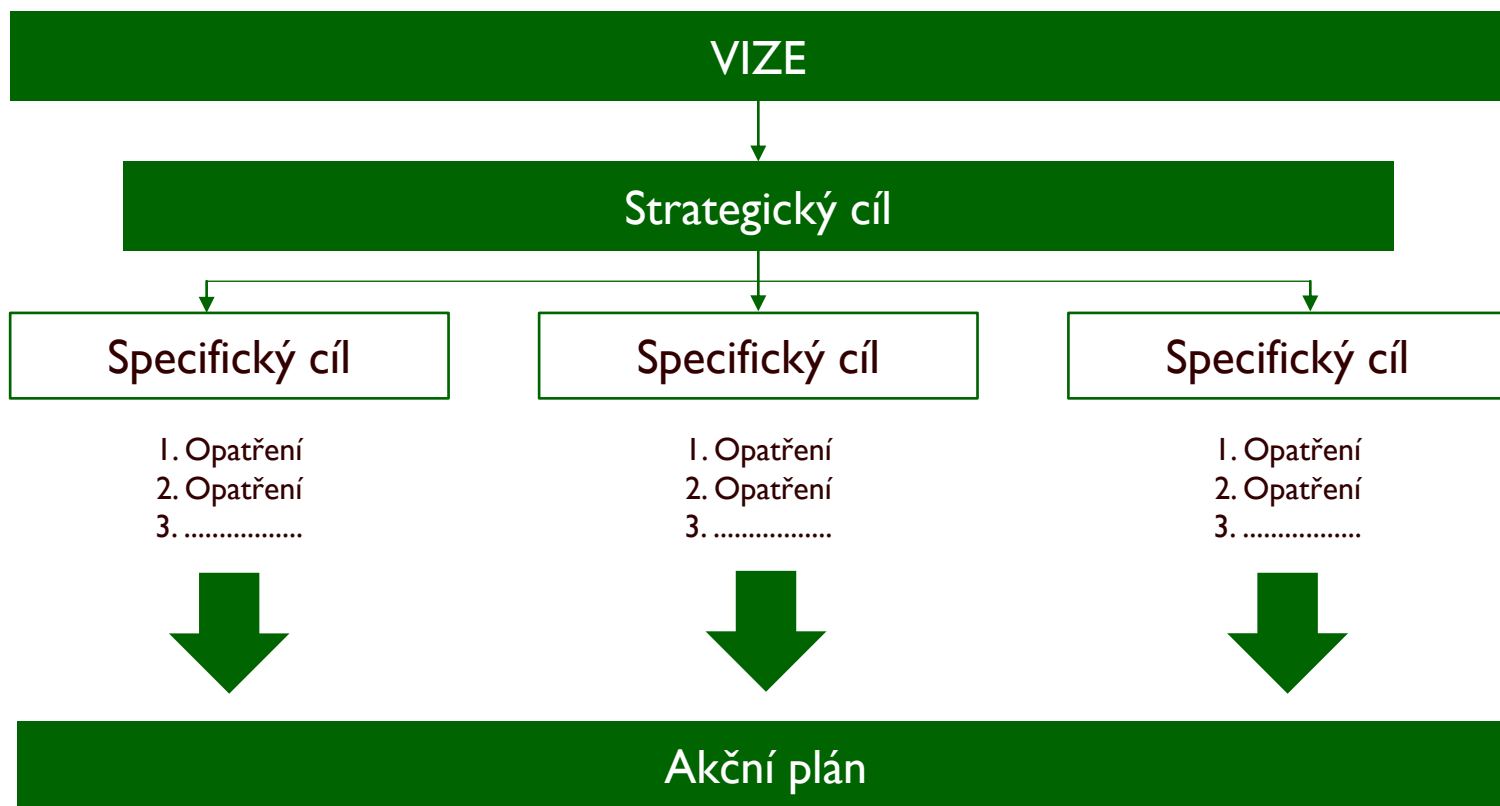 VIZE
Strategický cíl
Specifický cíl
Specifický cíl
Specifický cíl
1. Opatření
2. Opatření
3. .................
1. Opatření
2. Opatření
3. .................
1. Opatření
2. Opatření
3. .................
Akční plán